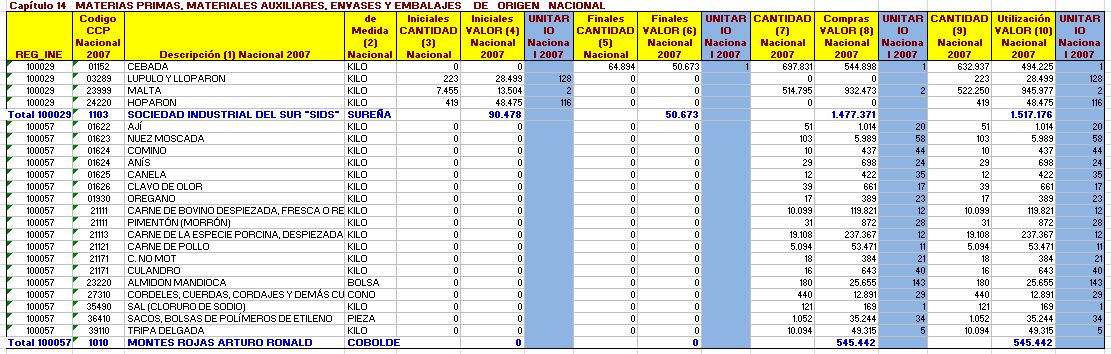 Capítulo 14 MATERIAS PRIMAS, MATERIALES AUXILIARES, ENVASES Y EMBALAJES DE ORIGEN NACIONAL
REG_INE Codigo CCP Nacional 2007 Descripción (1) Nacional 2007 de Medida (2) Nacional Iniciales CANTIDAD (3) Nacional Iniciales VALOR (4) Nacional 2007 UNITAR IO Naciona l 2007 Finales CANTIDAD (5) Nacional Finales VALOR (6) Nacional 2007 UNITAR IO Naciona l 2007 CANTIDAD (7) Nacional 2007 Compras VALOR (8) Nacional 2007 UNITAR IO Naciona l 2007 CANTIDAD (9) Nacional 2007 Utilización VALOR (10) Nacional 2007 UNITAR IO Naciona l 2007
100029 01152 CEBADA KILO 0 0 64.894 50.673 1 697.831 544.898 1 632.937 494.225 1
100029 03289 LUPULO Y LLOPARON KILO 223 28.499 128 0 0 0 0 223 28.499 128
100029 23999 MALTA KILO 7.455 13.504 2 0 0 514.795 932.473 2 522.250 945.977 2
100029 24220 HOPARON KILO 419 48.475 116 0 0 0 0 419 48.475 116
Total 100029 1103 SOCIEDAD INDUSTRIAL DEL SUR "SIDS" SUREÑA 90.478 50.673 1.477.371 1.517.176
100057 01622 AJÍ KILO 0 0 0 0 51 1.014 20 51 1.014 20
100057 01623 NUEZ MOSCADA KILO 0 0 0 0 103 5.989 58 103 5.989 58
100057 01624 COMINO KILO 0 0 0 0 10 437 44 10 437 44
100057 01624 ANÍS KILO 0 0 0 0 29 698 24 29 698 24
100057 01625 CANELA KILO 0 0 0 0 12 422 35 12 422 35
100057 01626 CLAVO DE OLOR KILO 0 0 0 0 39 661 17 39 661 17
100057 01930 OREGANO KILO 0 0 0 0 17 389 23 17 389 23
100057 21111 CARNE DE BOVINO DESPIEZADA, FRESCA O RE KILO 0 0 0 0 10.099 119.821 12 10.099 119.821 12
100057 21111 PIMENTÓN (MORRÓN) KILO 0 0 0 0 31 872 28 31 872 28
100057 21113 CARNE DE LA ESPECIE PORCINA, DESPIEZADA KILO 0 0 0 0 19.108 237.367 12 19.108 237.367 12
100057 21121 CARNE DE POLLO KILO 0 0 0 0 5.094 53.471 11 5.094 53.471 11
100057 21171 C. NO MOT KILO 0 0 0 0 18 384 21 18 384 21
100057 21171 CULANDRO KILO 0 0 0 0 16 643 40 16 643 40
100057 23220 ALMIDON MANDIOCA BOLSA 0 0 0 0 180 25.655 143 180 25.655 143
100057 27310 CORDELES, CUERDAS, CORDAJES Y DEMÁS CU CONO 0 0 0 0 440 12.891 29 440 12.891 29
100057 35490 SAL (CLORURO DE SODIO) KILO 0 0 0 0 121 169 1 121 169 1
100057 36410 SACOS, BOLSAS DE POLÍMEROS DE ETILENO PIEZA 0 0 0 0 1.052 35.244 34 1.052 35.244 34
100057 39110 TRIPA DELGADA KILO 0 0 0 0 10.094 49.315 5 10.094 49.315 5
Total 100057 1010 MONTES ROJAS ARTURO RONALD COBOLDE 0 0 545.442 545.442